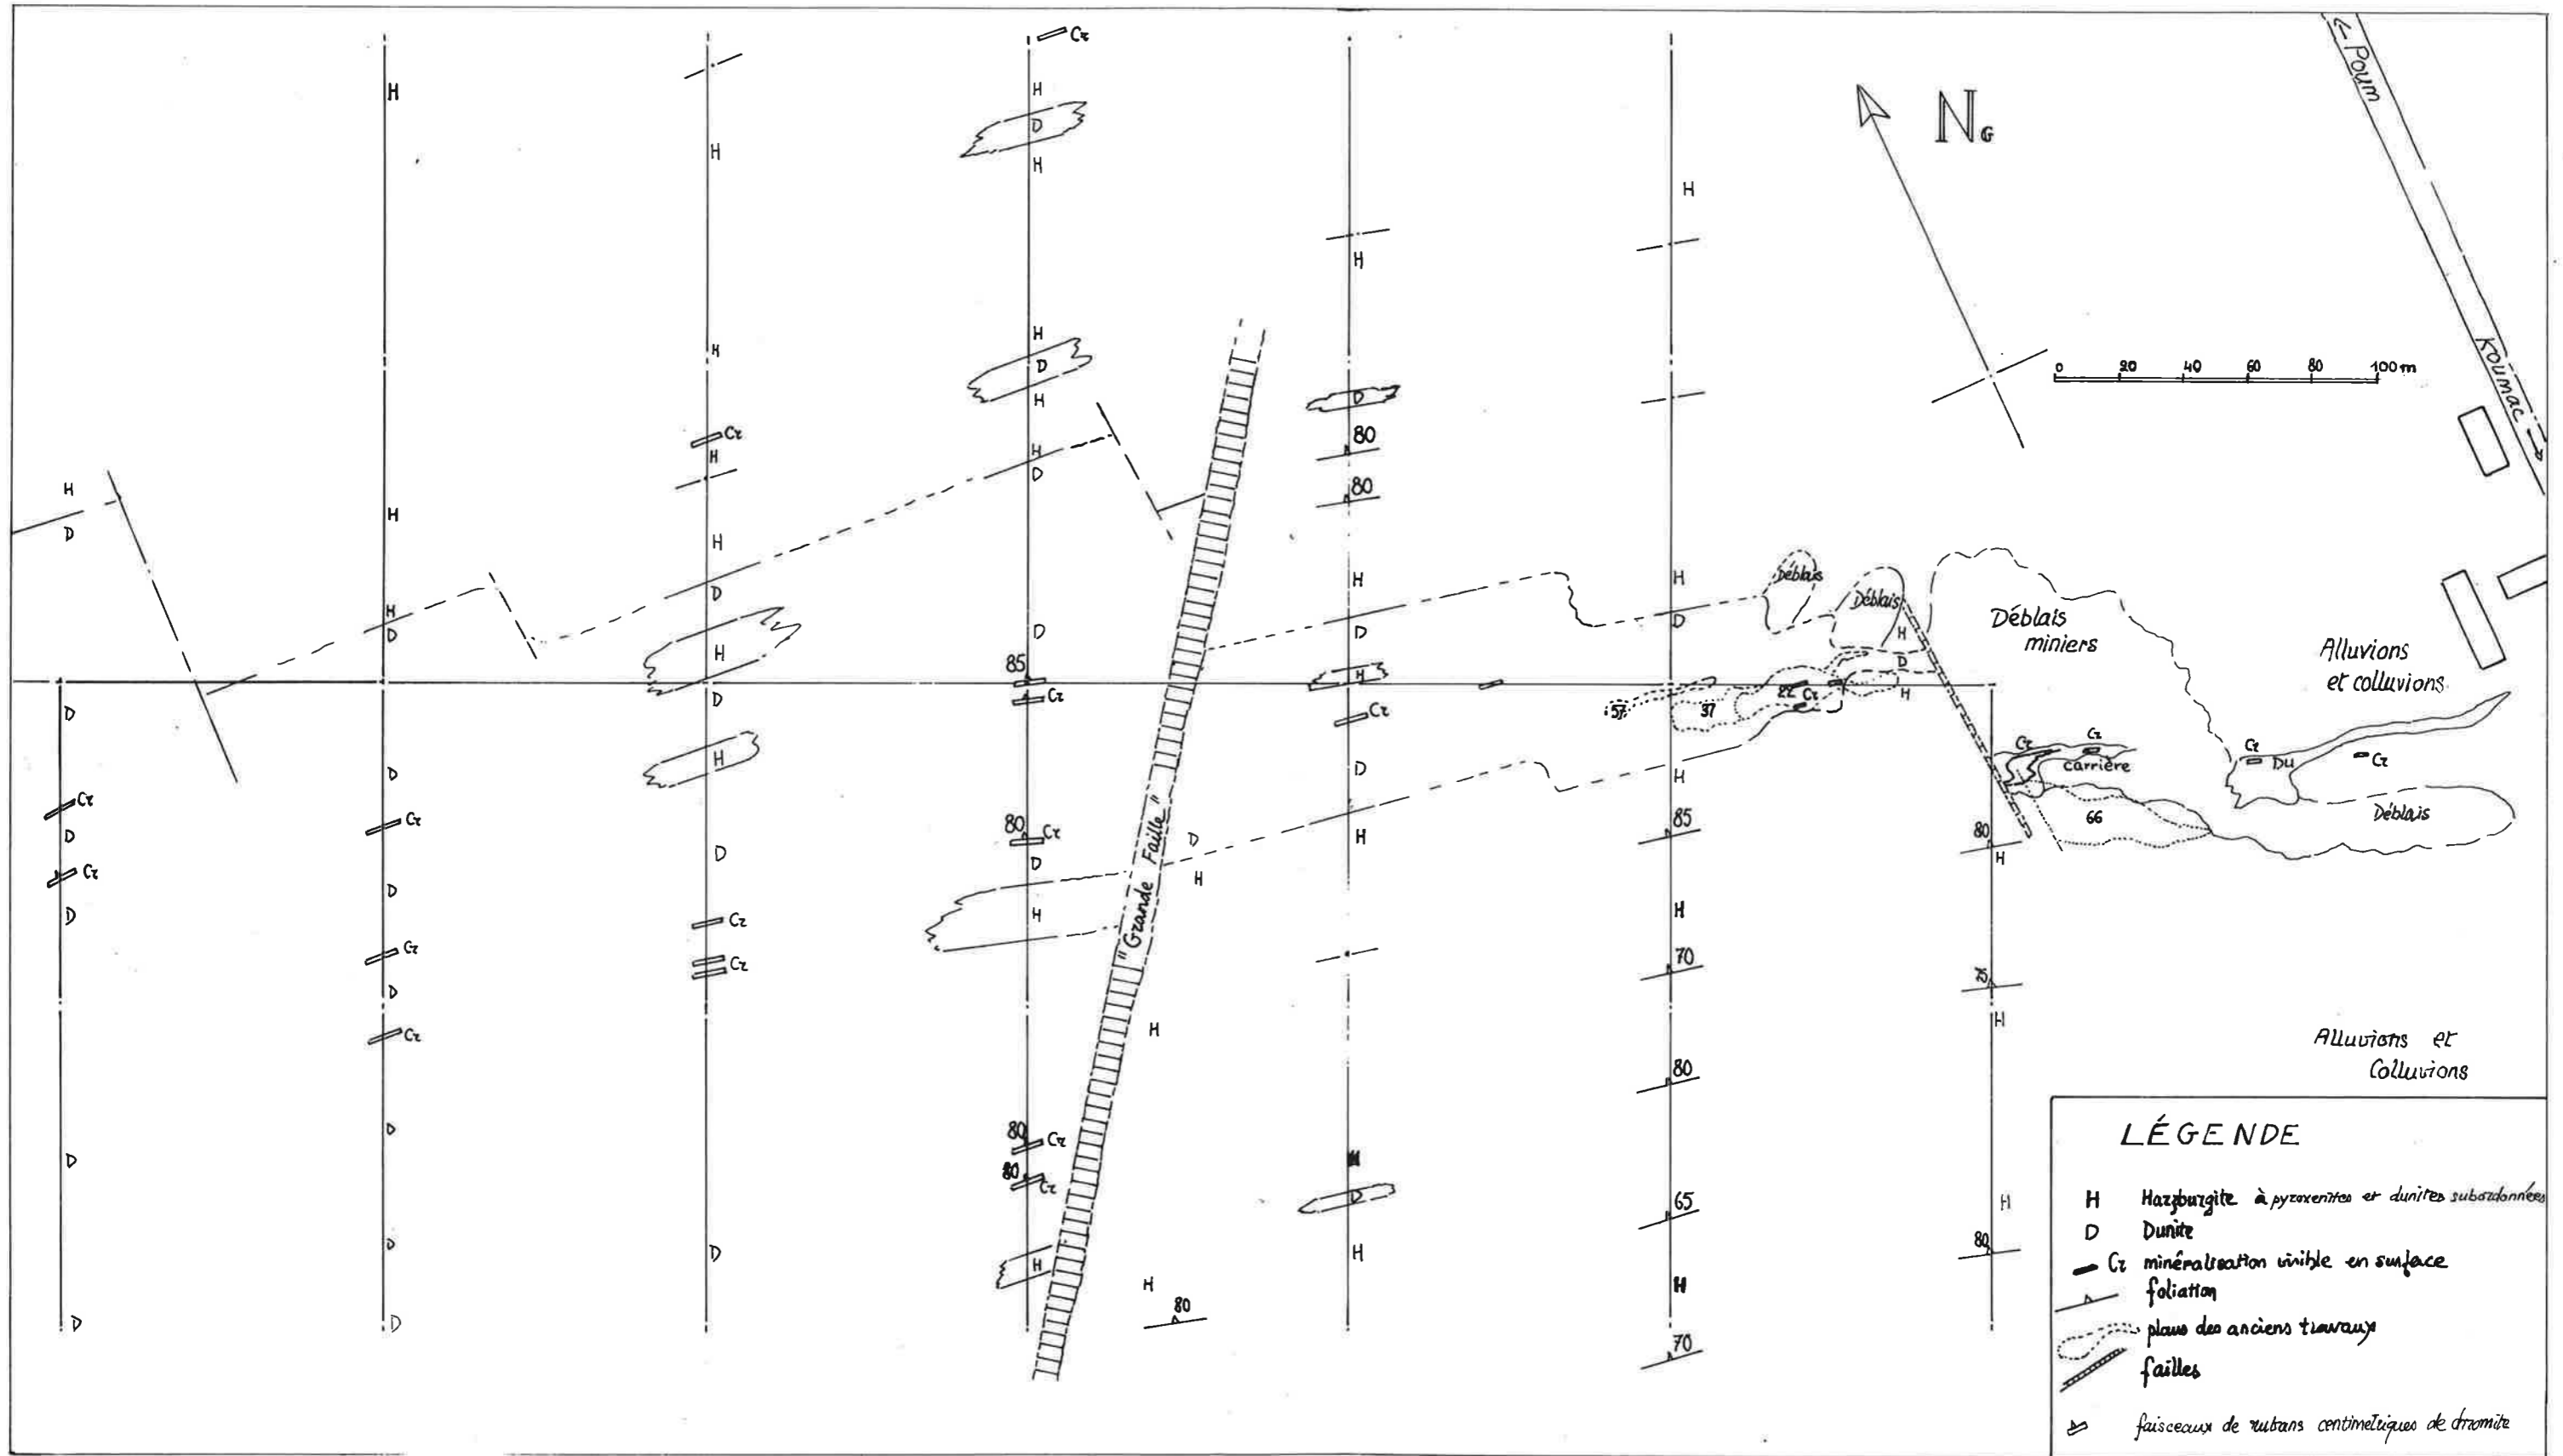 ← Poum
Koumac →
N G
0 20 40 60 80 100 m
Cr
H
H
D
H
H
H
H
H
H
D
H
D
80
80
Cr
H
H
D
H
D
H
D
H
H
D
H
D
H
D
H
D
H
D
85
Cr
H
D
Cr
D
H
D
H
D
H
D
Déblais
Déblais
H
D
H
57
37
22 Cr
Déblais
miniers
Alluvions
et colluvions
Cr
Cr
carrière
66
Cr
Du
Cr
Déblais
D
Cr
D
Cr
D
D
D
D
Cr
D
Cr
D
Cr
D
D
D
H
D
Cr
Cr
D
80
Cr
D
H
"Grande Faille"
D
H
H
H
80
80
Cr
80
Cr
H
D
H
D
H
H
85
H
70
80
65
H
70
80
H
75
H
H
80
Alluvions et
Colluvions
LÉGENDE
H Harzburgite à pyroxenites et dunites subordonnées
D Dunite
Cr minéralisation visible en surface
foliation
plans des anciens travaux
failles
faisceaux de rubans centimetriques de chromite